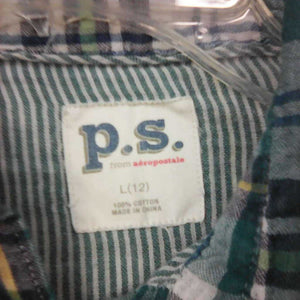 p.s.
from aéropostale
L(12)
100% COTTON
MADE IN CHINA